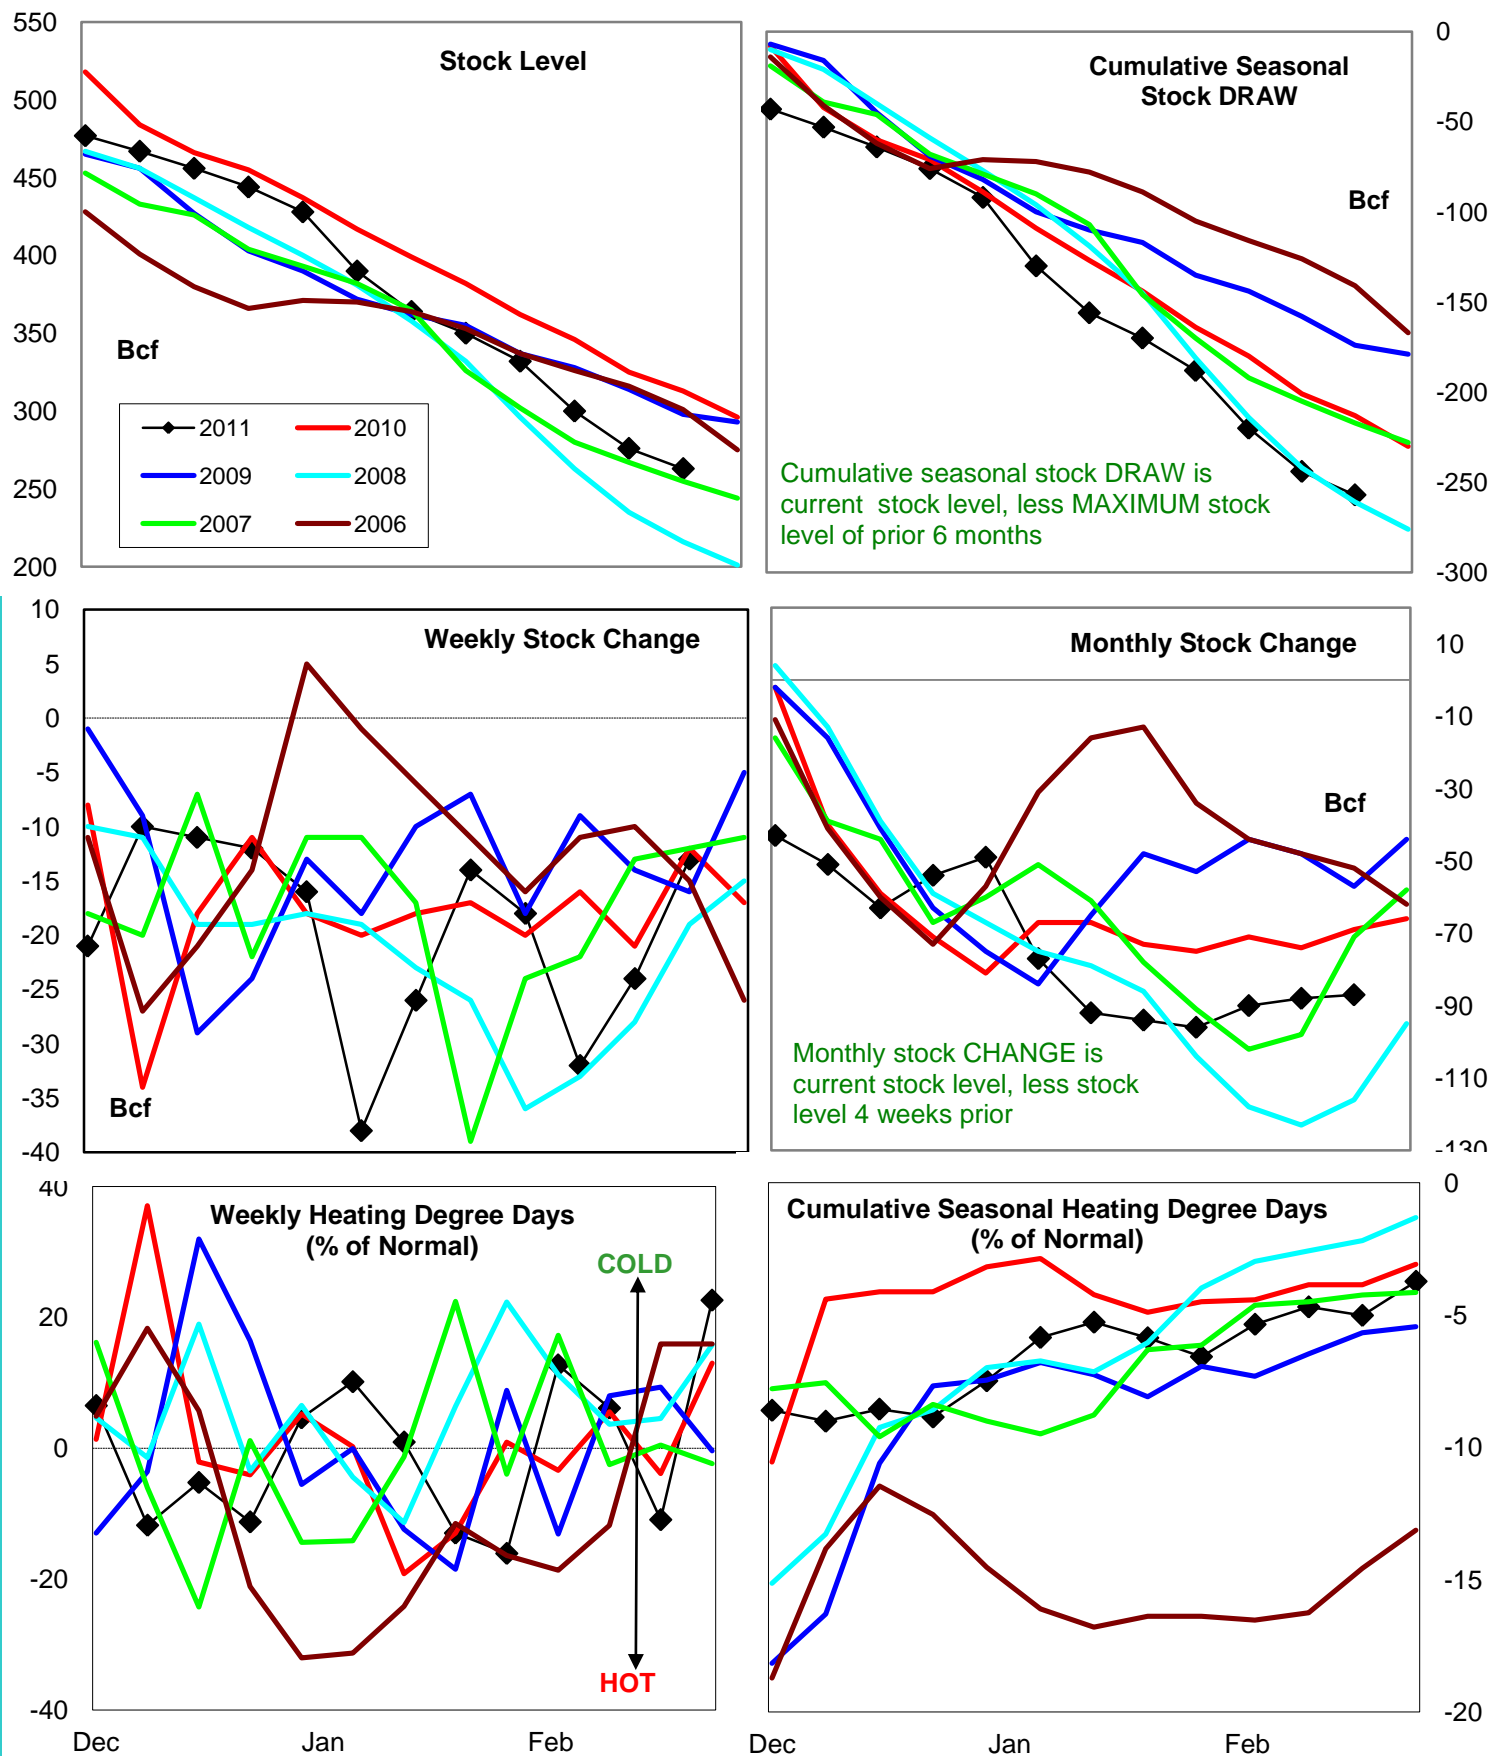 Stock Level
550
500
450
400
350
300
250
200
Bcf
2011
2010
2009
2008
2007
2006
Cumulative Seasonal
Stock DRAW
0
-50
-100
-150
-200
-250
-300
Bcf
Cumulative seasonal stock DRAW is
current stock level, less MAXIMUM stock
level of prior 6 months
Weekly Stock Change
10
5
0
-5
-10
-15
-20
-25
-30
-35
-40
Bcf
Monthly Stock Change
10
-10
-30
-50
-70
-90
-110
-130
Bcf
Monthly stock CHANGE is
current stock level, less stock
level 4 weeks prior
Weekly Heating Degree Days
(% of Normal)
40
20
0
-20
-40
COLD
HOT
Dec
Jan
Feb
Cumulative Seasonal Heating Degree Days
(% of Normal)
0
-5
-10
-15
-20
Dec
Jan
Feb